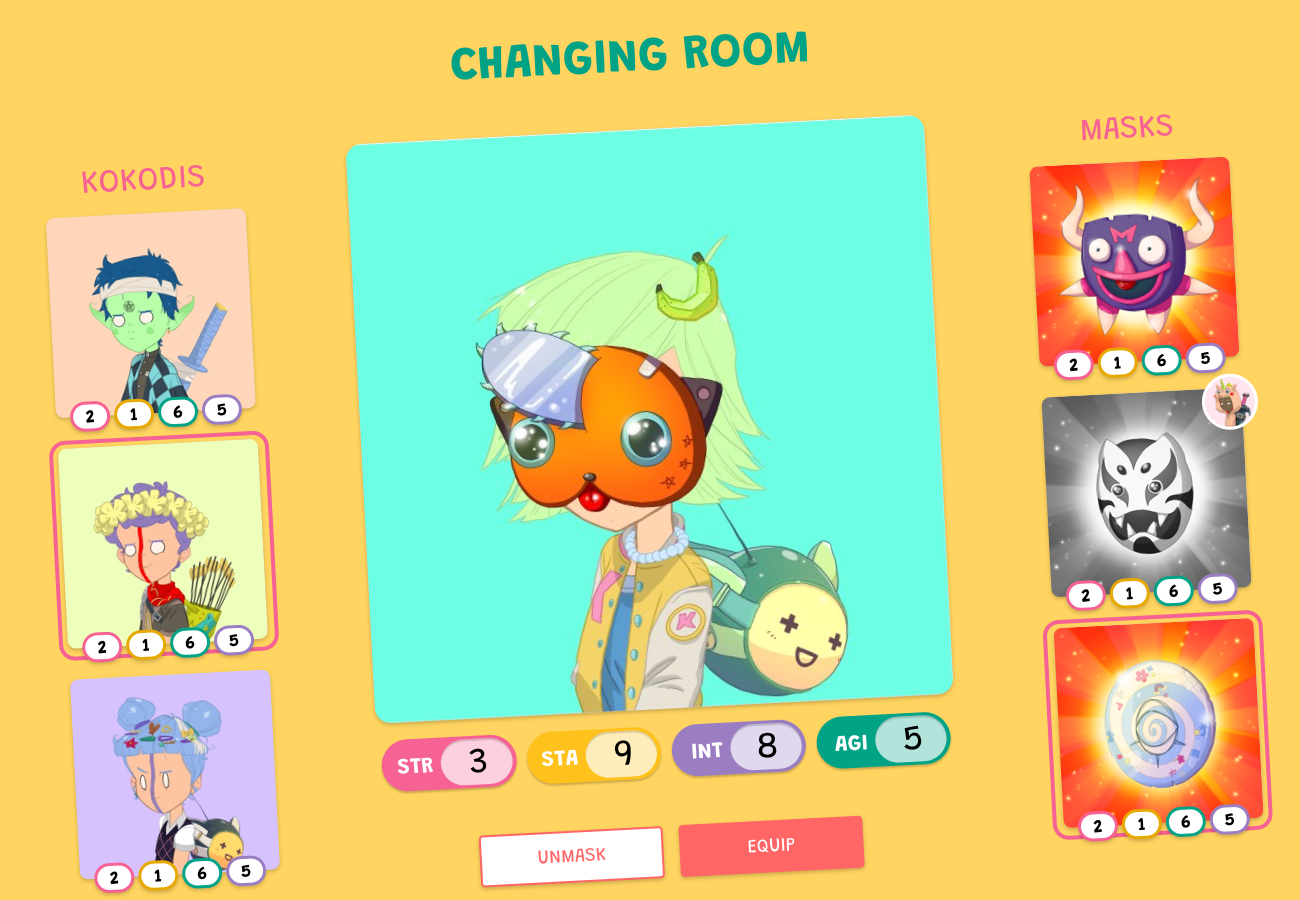 CHANGING ROOM
KOKODIS
2 1 6 5
2 1 6 5
2 1 6 5
K
STR 3
STA 9
INT 8
AGI 5
UNMASK
EQUIP
MASKS
M
2 1 6 5
2 1 6 5
2 1 6 5